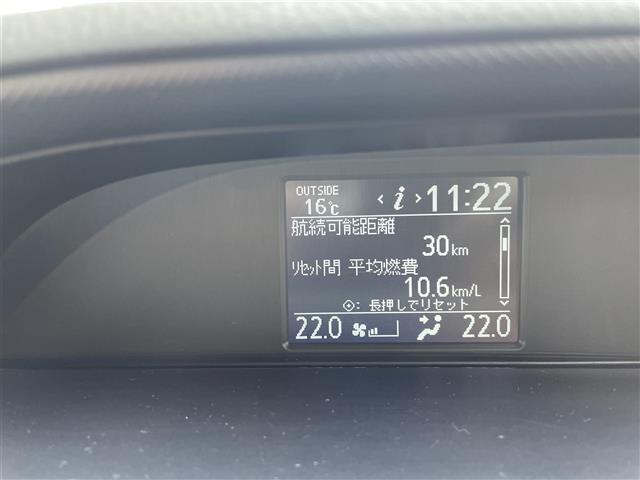 OUTSIDE
16℃ < i > 11:22
航続可能距離
30km
リセット間 平均燃費
10.6km/L
: 長押しでリセット
22.0 22.0